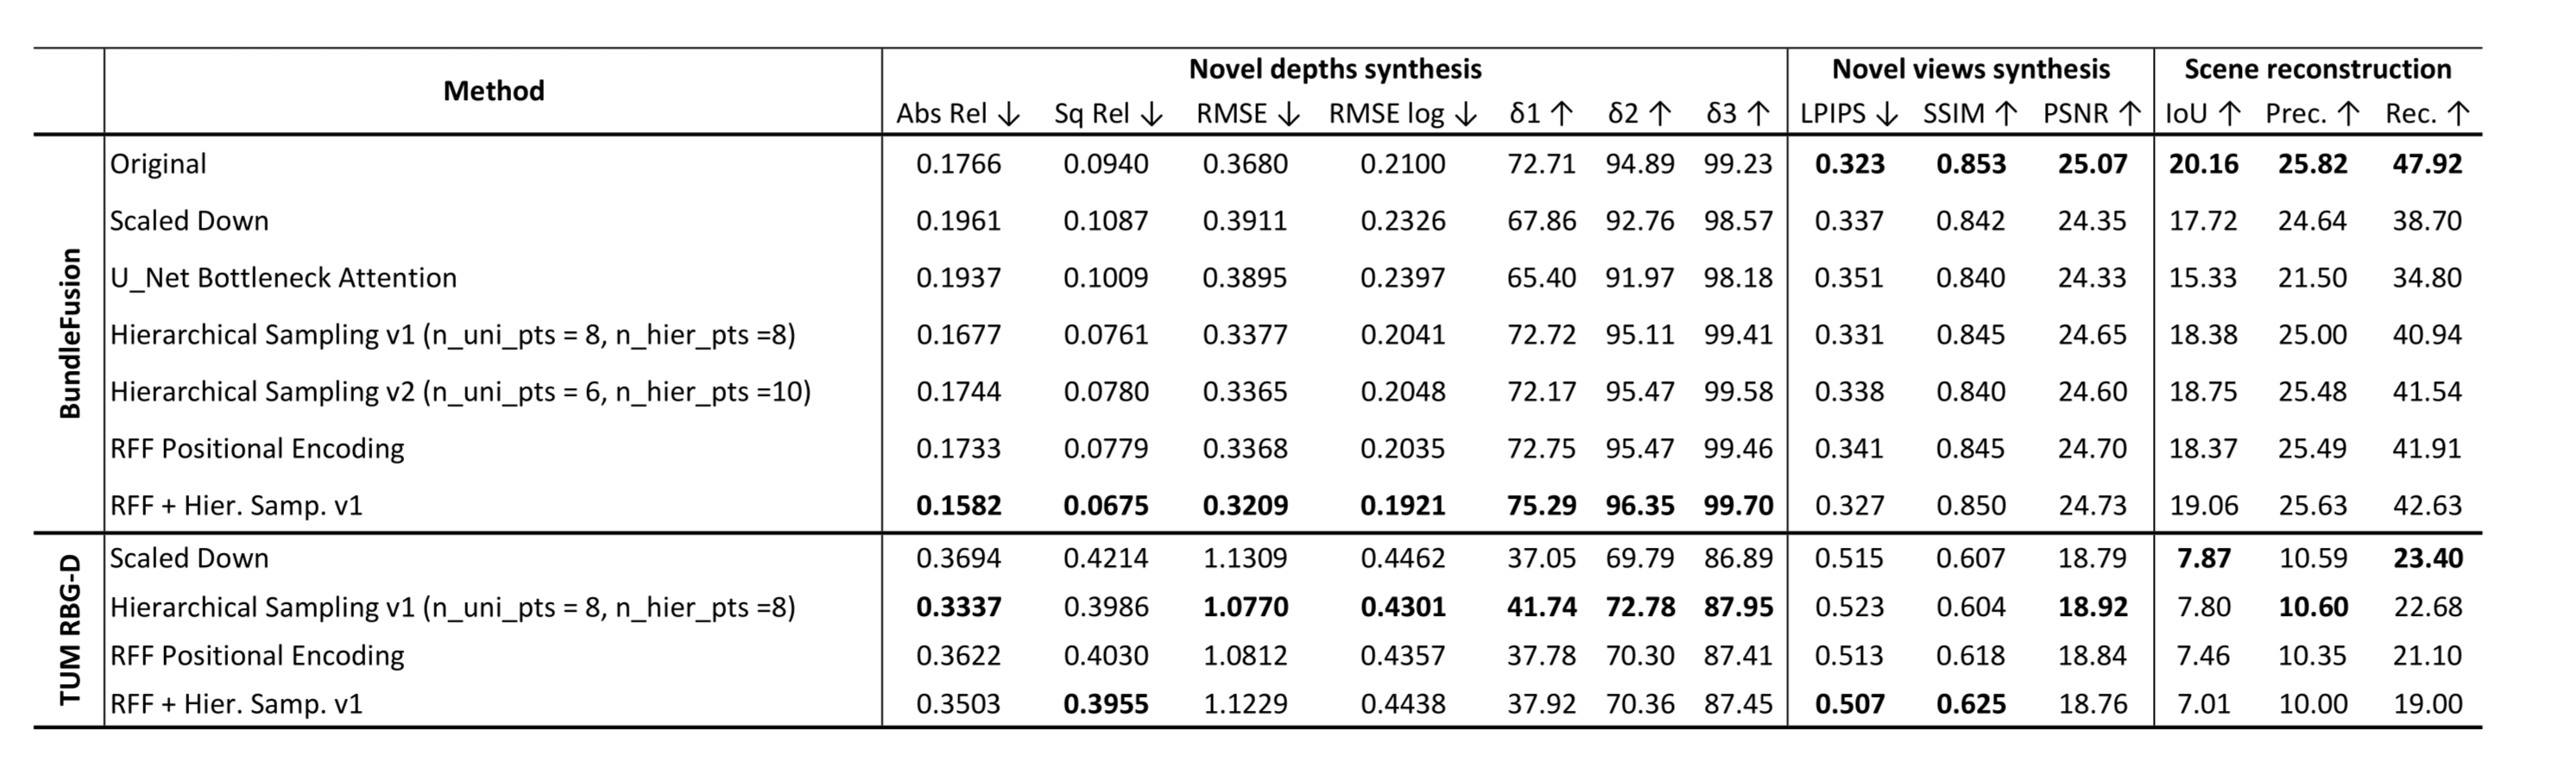 Method Novel depths synthesis Novel views synthesis Scene reconstruction
Abs Rel ↓ Sq Rel ↓ RMSE ↓ RMSE log ↓ δ1 ↑ δ2 ↑ δ3 ↑ LPIPS ↓ SSIM ↑ PSNR ↑ IoU ↑ Prec. ↑ Rec. ↑
BundleFusion
Original 0.1766 0.0940 0.3680 0.2100 72.71 94.89 99.23 0.323 0.853 25.07 20.16 25.82 47.92
Scaled Down 0.1961 0.1087 0.3911 0.2326 67.86 92.76 98.57 0.337 0.842 24.35 17.72 24.64 38.70
U_Net Bottleneck Attention 0.1937 0.1009 0.3895 0.2397 65.40 91.97 98.18 0.351 0.840 24.33 15.33 21.50 34.80
Hierarchical Sampling v1 (n_uni_pts = 8, n_hier_pts =8) 0.1677 0.0761 0.3377 0.2041 72.72 95.11 99.41 0.331 0.845 24.65 18.38 25.00 40.94
Hierarchical Sampling v2 (n_uni_pts = 6, n_hier_pts =10) 0.1744 0.0780 0.3365 0.2048 72.17 95.47 99.58 0.338 0.840 24.60 18.75 25.48 41.54
RFF Positional Encoding 0.1733 0.0779 0.3368 0.2035 72.75 95.47 99.46 0.341 0.845 24.70 18.37 25.49 41.91
RFF + Hier. Samp. v1 0.1582 0.0675 0.3209 0.1921 75.29 96.35 99.70 0.327 0.850 24.73 19.06 25.63 42.63
TUM RBG-D
Scaled Down 0.3694 0.4214 1.1309 0.4462 37.05 69.79 86.89 0.515 0.607 18.79 7.87 10.59 23.40
Hierarchical Sampling v1 (n_uni_pts = 8, n_hier_pts =8) 0.3337 0.3986 1.0770 0.4301 41.74 72.78 87.95 0.523 0.604 18.92 7.80 10.60 22.68
RFF Positional Encoding 0.3622 0.4030 1.0812 0.4357 37.78 70.30 87.41 0.513 0.618 18.84 7.46 10.35 21.10
RFF + Hier. Samp. v1 0.3503 0.3955 1.1229 0.4438 37.92 70.36 87.45 0.507 0.625 18.76 7.01 10.00 19.00